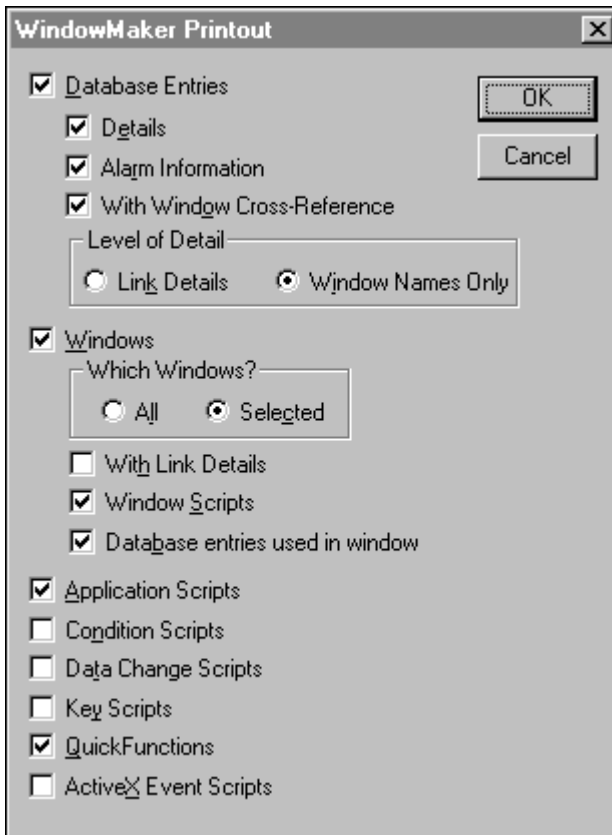 WindowMaker Printout
Database Entries
OK
Details
Alarm Information
Cancel
With Window Cross-Reference
Level of Detail
Link Details Window Names Only
Windows
Which Windows?
All Selected
With Link Details
Window Scripts
Database entries used in window
Application Scripts
Condition Scripts
Data Change Scripts
Key Scripts
QuickFunctions
ActiveX Event Scripts